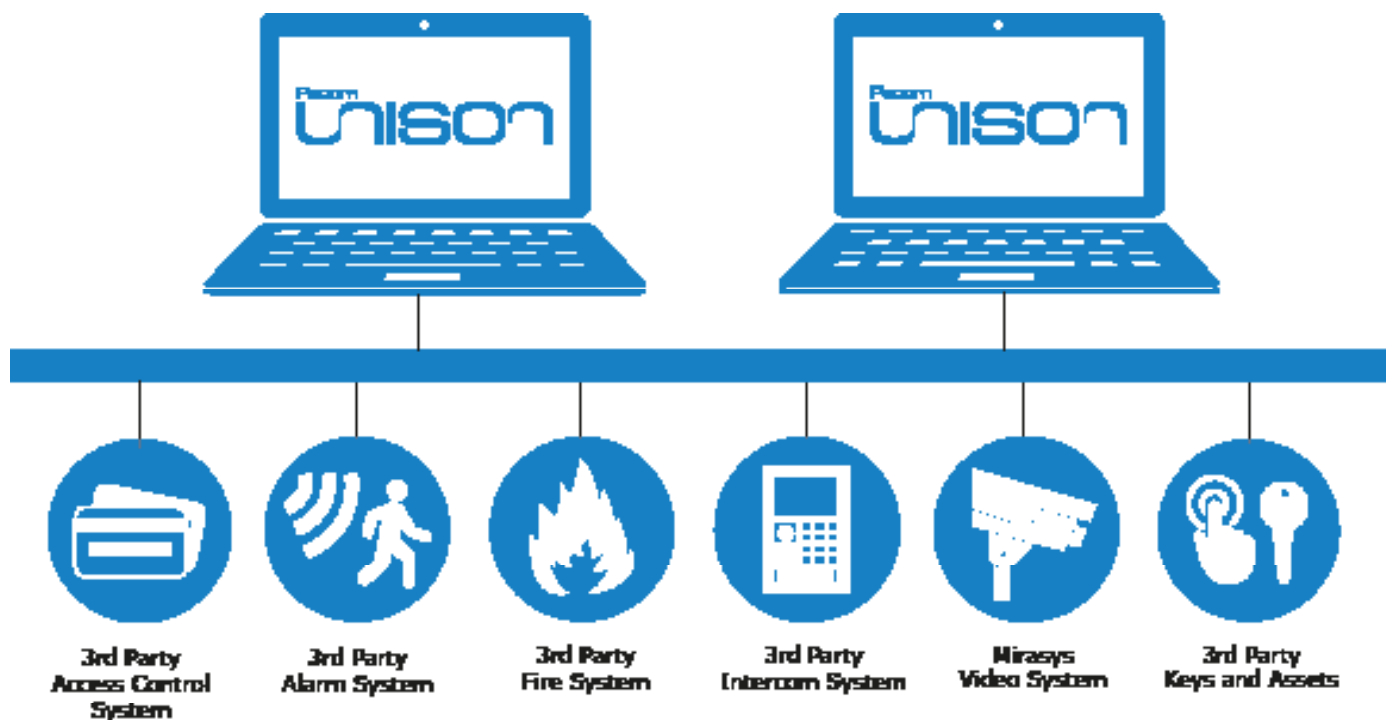 Pacom
UNISON
Pacom
UNISON
3rd Party
Access Control
System
3rd Party
Alarm System
3rd Party
Fire System
3rd Party
Intercom System
Mirasys
Video System
3rd Party
Keys and Assets